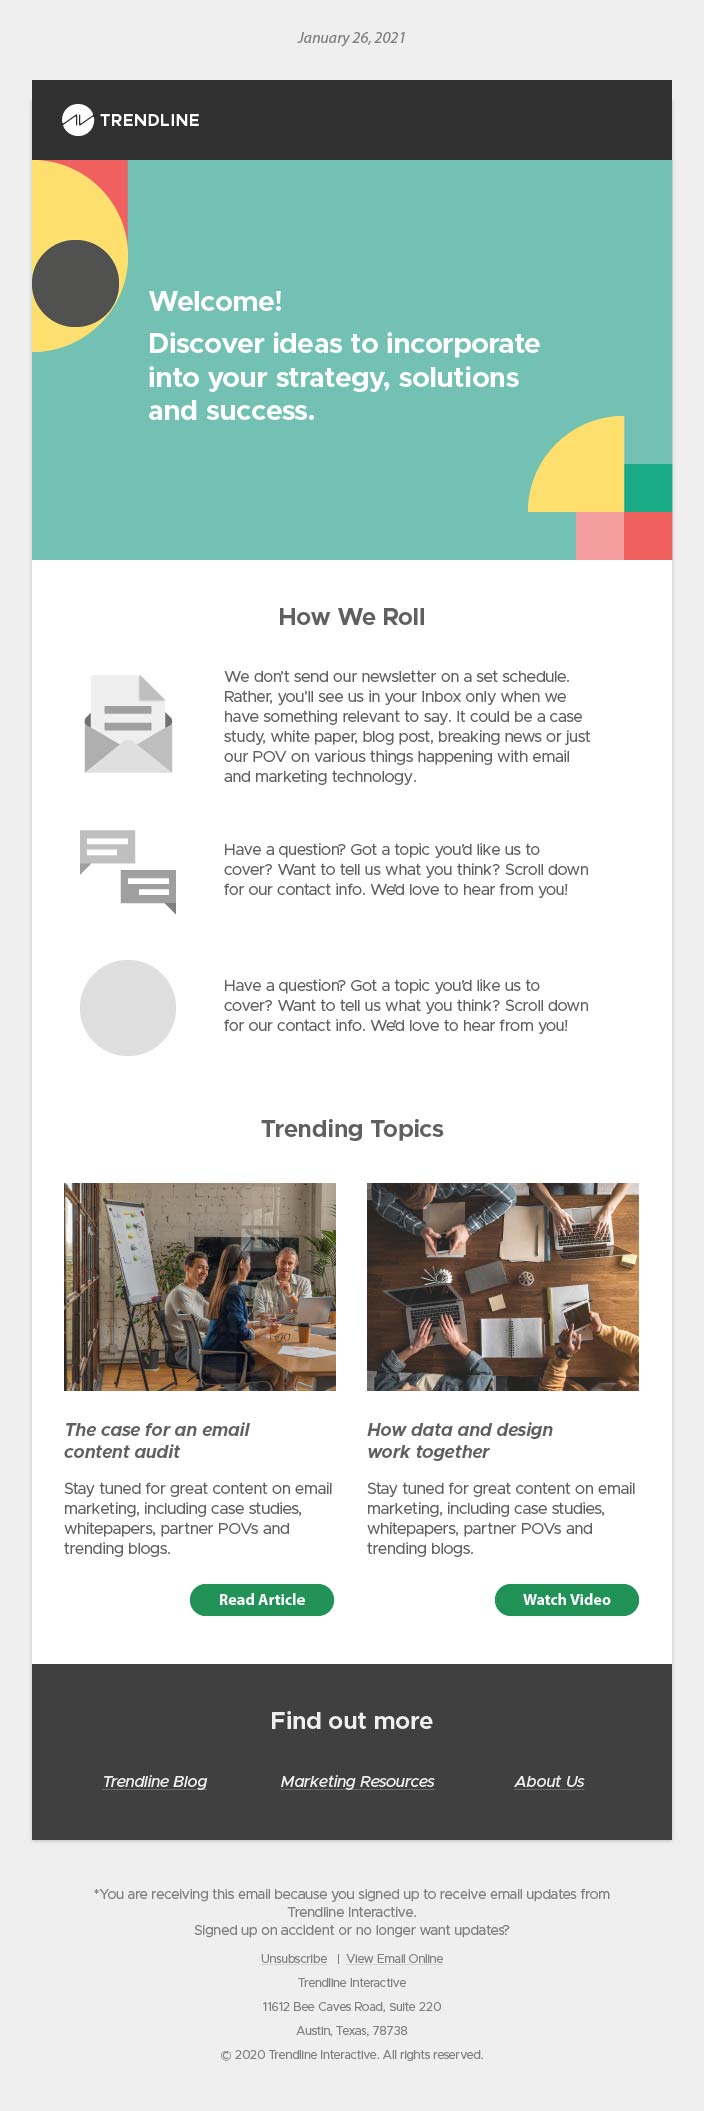 January 26, 2021
TRENDLINE
Welcome!
Discover ideas to incorporate
into your strategy, solutions
and success.
How We Roll
We don't send our newsletter on a set schedule.
Rather, you'll see us in your Inbox only when we
have something relevant to say. It could be a case
study, white paper, blog post, breaking news or just
our POV on various things happening with email
and marketing technology.
Have a question? Got a topic you'd like us to
cover? Want to tell us what you think? Scroll down
for our contact info. We'd love to hear from you!
Have a question? Got a topic you'd like us to
cover? Want to tell us what you think? Scroll down
for our contact info. We'd love to hear from you!
Trending Topics
The case for an email
content audit
Stay tuned for great content on email
marketing, including case studies,
whitepapers, partner POVs and
trending blogs.
Read Article
How data and design
work together
Stay tuned for great content on email
marketing, including case studies,
whitepapers, partner POVs and
trending blogs.
Watch Video
Find out more
Trendline Blog
Marketing Resources
About Us
*You are receiving this email because you signed up to receive email updates from
Trendline Interactive.
Signed up on accident or no longer want updates?
Unsubscribe | View Email Online
Trendline Interactive
11612 Bee Caves Road, Suite 220
Austin, Texas, 78738
© 2020 Trendline Interactive. All rights reserved.